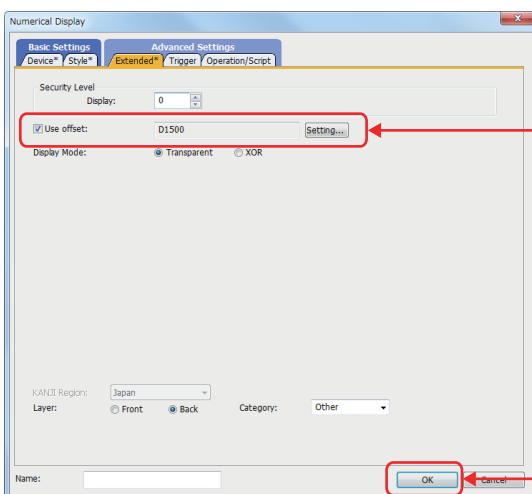 Numerical Display
Basic Settings
Advanced Settings
Device* Style* Extended* Trigger Operation/Script
Security Level
Display: 0
Use offset: D1500 Setting...
Display Mode: Transparent XOR
KANJI Region: Japan
Layer: Front Back Category: Other
Name: OK Cancel